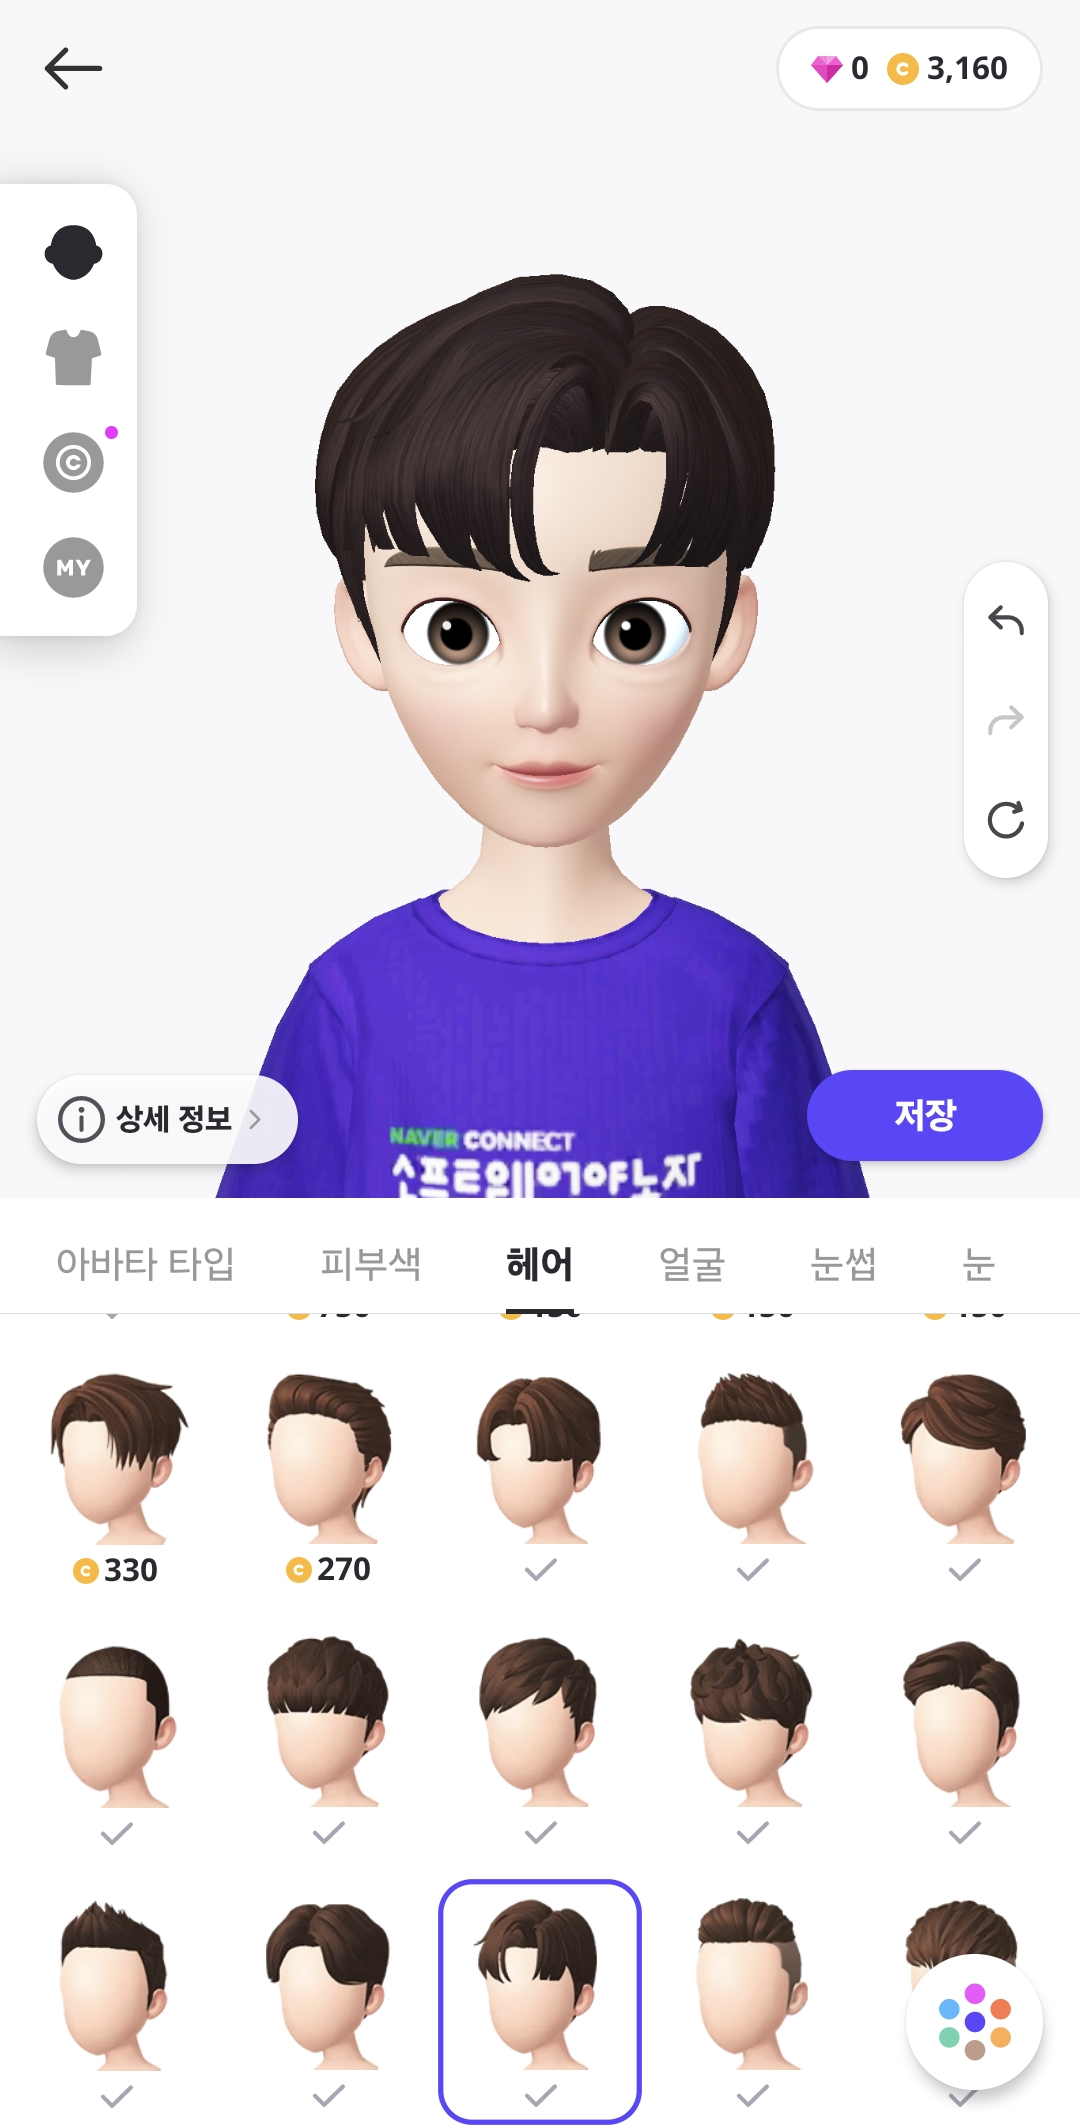 0 C 3,160
C
MY
상세 정보
저장
NAVER CONNECT
소프트웨어야놀자
아바타 타입 피부색 헤어 얼굴 눈썹 눈
C 330 C 270